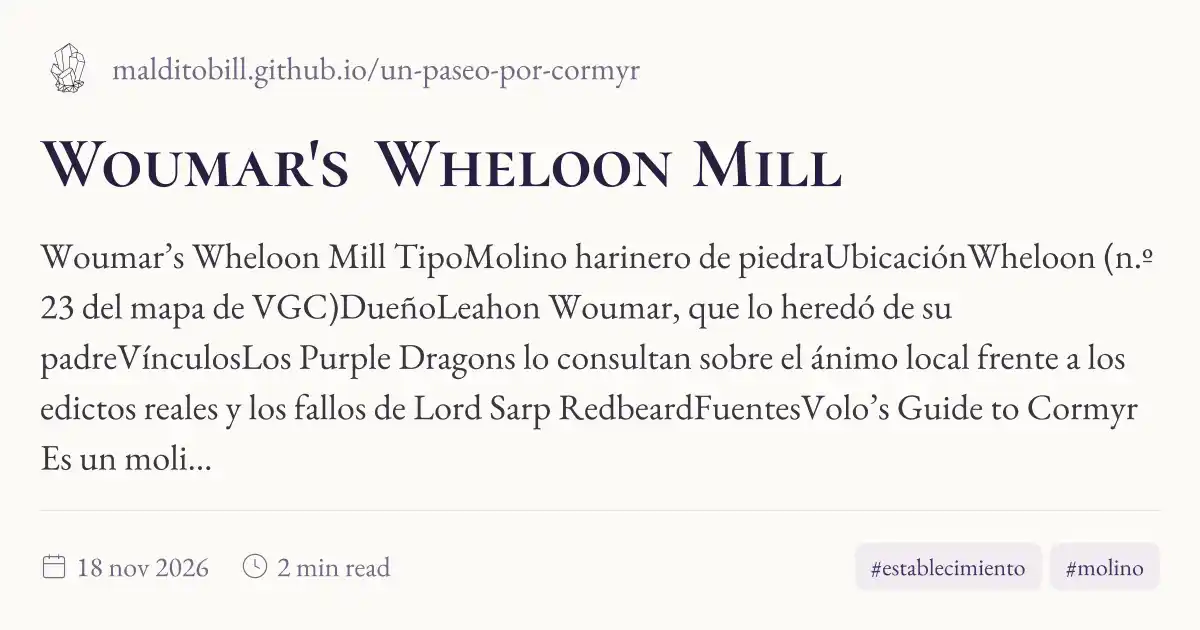 malditobill.github.io/un-paseo-por-cormyr
Woumar's Wheloon Mill
Woumar’s Wheloon Mill TipoMolino harinero de piedraUbicaciónWheloon (n.º
23 del mapa de VGC)DueñoLeahon Woumar, que lo heredó de su
padreVínculosLos Purple Dragons lo consultan sobre el ánimo local frente a los
edictos reales y los fallos de Lord Sarp RedbeardFuentesVolo’s Guide to Cormyr
Es un moli...
18 nov 2026 2 min read #establecimiento #molino